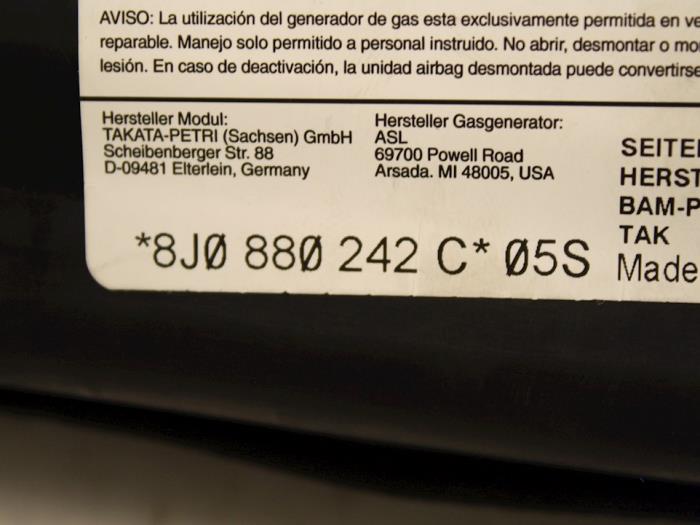 AVISO: La utilización del generador de gas esta exclusivamente permitida en
reparable. Manejo solo permitido a personal instruido. No abrir, desmontar o
lesión. En caso de deactivación, la unidad airbag desmontada puede convertirse
Hersteller Modul:
TAKATA-PETRI (Sachsen) GmbH
Scheibenberger Str. 88
D-09481 Elterlein, Germany
Hersteller Gasgenerator:
ASL
69700 Powell Road
Arsada. MI 48005, USA
SEITE
HERST
BAM-P
TAK
Made
*8J0 880 242 C* 05S